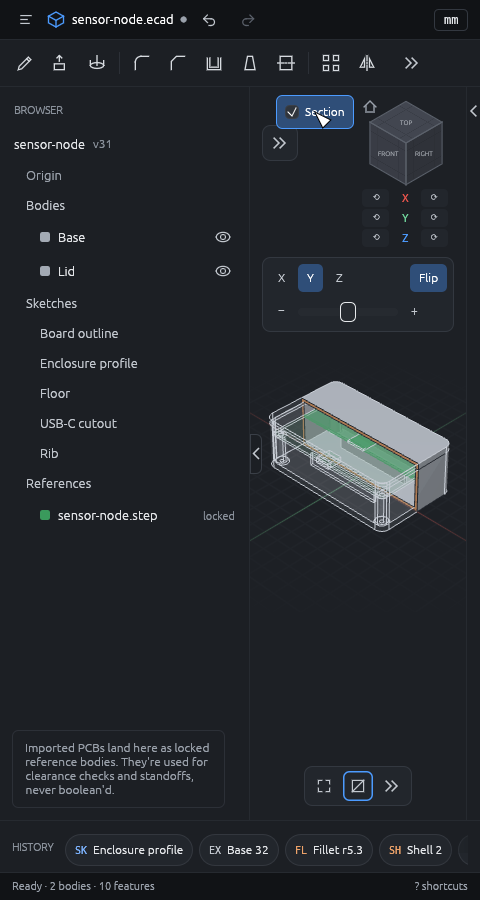 sensor-node.ecad
mm
BROWSER
Section
sensor-node v31
TOP
FRONT RIGHT
Origin
X
Bodies
Y
Base
Z
Lid
X Y Z Flip
Sketches
− +
Board outline
Enclosure profile
Floor
USB-C cutout
Rib
References
sensor-node.step locked
Imported PCBs land here as locked
reference bodies. They're used for
clearance checks and standoffs,
never boolean'd.
HISTORY SK Enclosure profile EX Base 32 FL Fillet r5.3 SH Shell 2
Ready · 2 bodies · 10 features ? shortcuts